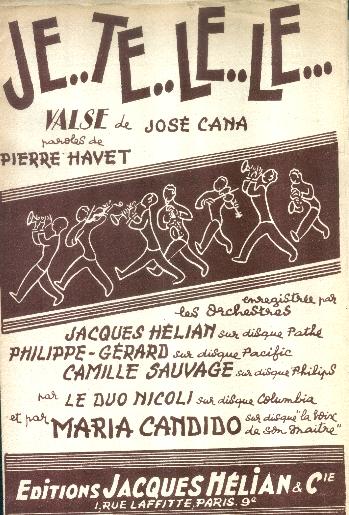 JE..TE..LE..LE...
VALSE de JOSÉ CANA
paroles de
PIERRE HAVET
enregistrée par
les Orchestres
JACQUES HÉLIAN sur disque Pathé
PHILIPPE-GÉRARD sur disque Pacific
CAMILLE SAUVAGE sur disque Philips
par LE DUO NICOLI sur disque Columbia
et par MARIA CANDIDO sur disque "la Voix de son Maître"
EDITIONS JACQUES HÉLIAN & CIE
1, RUE LAFFITTE, PARIS. 9e